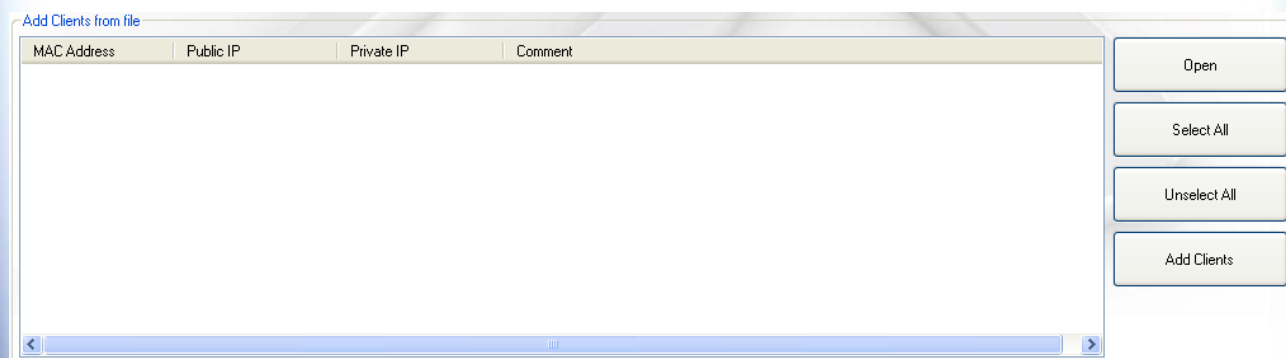 Add Clients from file
MAC Address Public IP Private IP Comment
Open
Select All
Unselect All
Add Clients